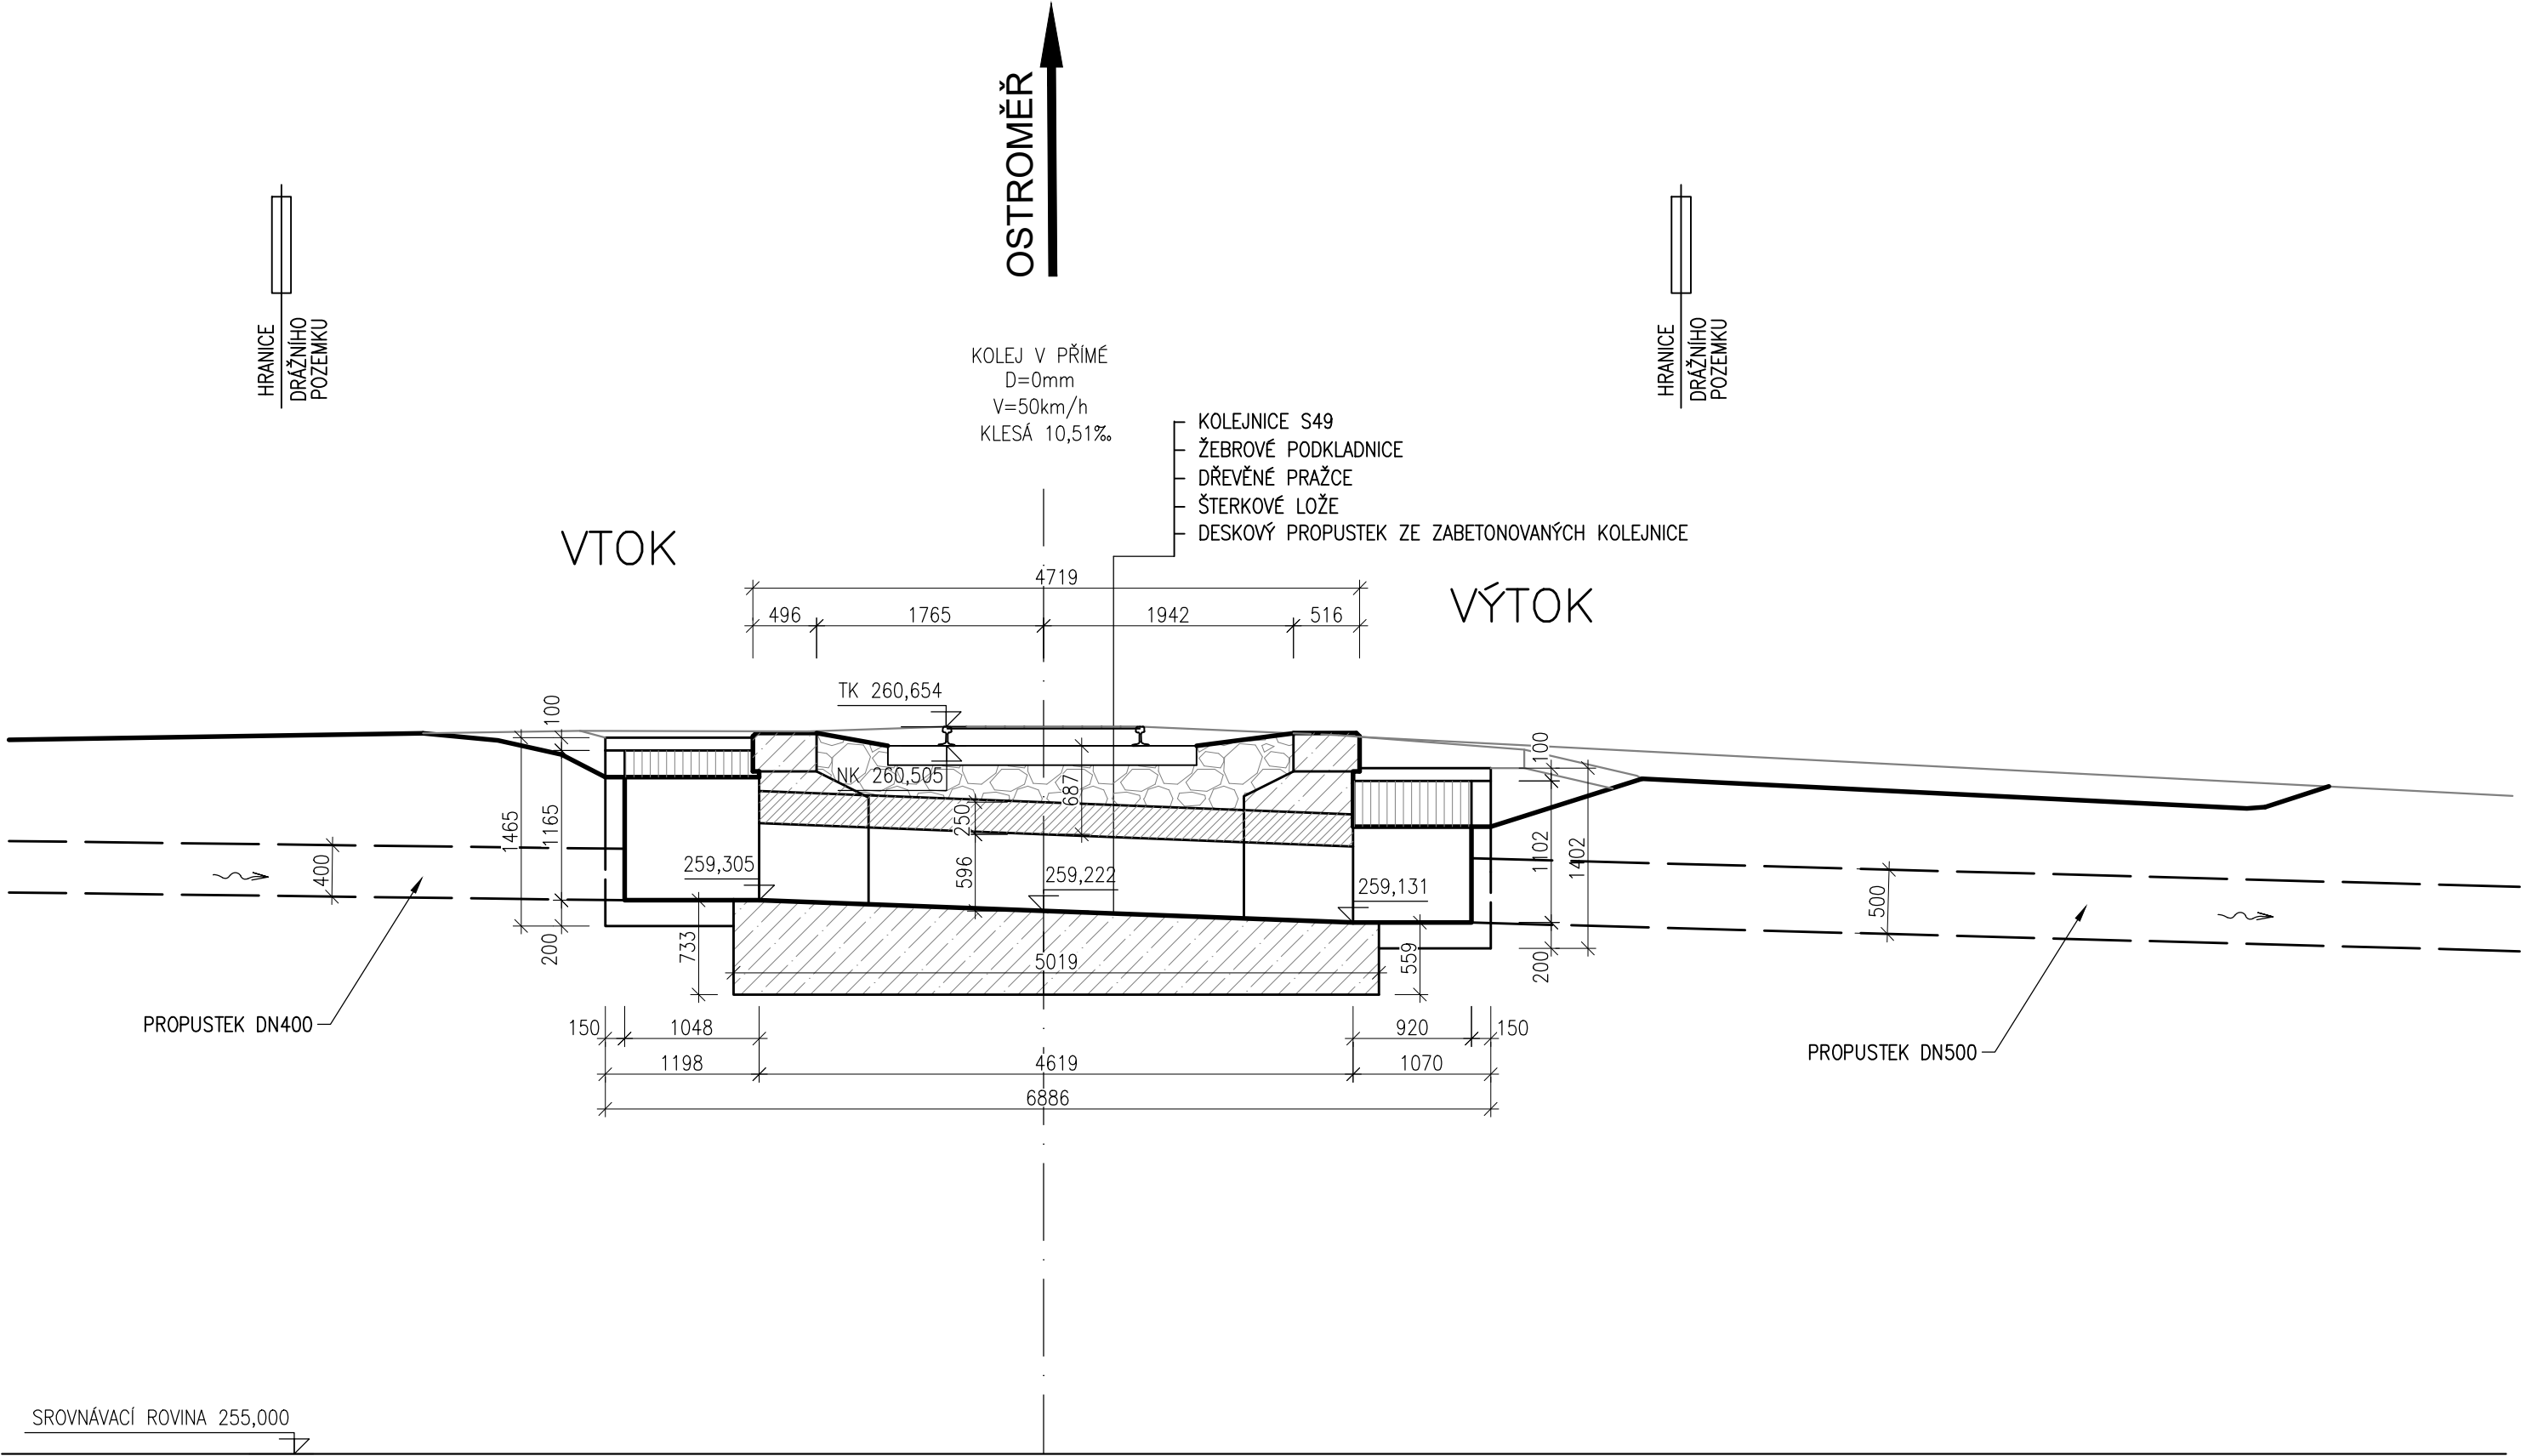 OSTROMĚŘ
HRANICE
DRÁŽNÍHO
POZEMKU
HRANICE
DRÁŽNÍHO
POZEMKU
KOLEJ V PŘÍMÉ
D=0mm
V=50km/h
KLESÁ 10,51‰
KOLEJNICE S49
ŽEBROVÉ PODKLADNICE
DŘEVĚNÉ PRAŽCE
ŠTERKOVÉ LOŽE
DESKOVÝ PROPUSTEK ZE ZABETONOVANÝCH KOLEJNICE
VTOK
VÝTOK
4719
496
1765
1942
516
TK 260,654
NK 260,505
100
1465
1165
200
400
250
687
596
259,305
259,222
259,131
733
5019
559
100
1102
1402
200
500
PROPUSTEK DN400
PROPUSTEK DN500
150
1048
920
150
1198
4619
1070
6886
SROVNÁVACÍ ROVINA 255,000